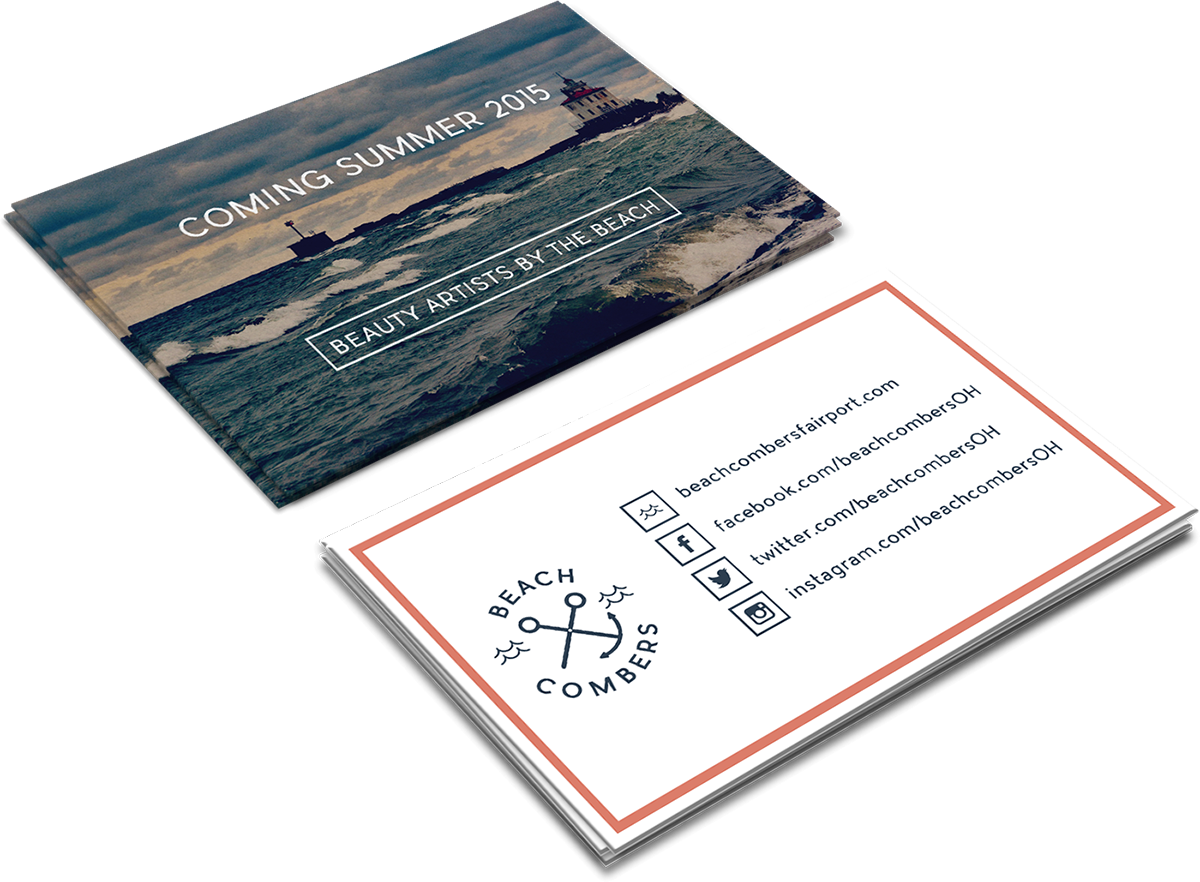 COMING SUMMER 2015
BEAUTY ARTISTS BY THE BEACH
BEACH
COMBERS
beachcombersfairport.com
facebook.com/beachcombersOH
twitter.com/beachcombersOH
instagram.com/beachcombersOH